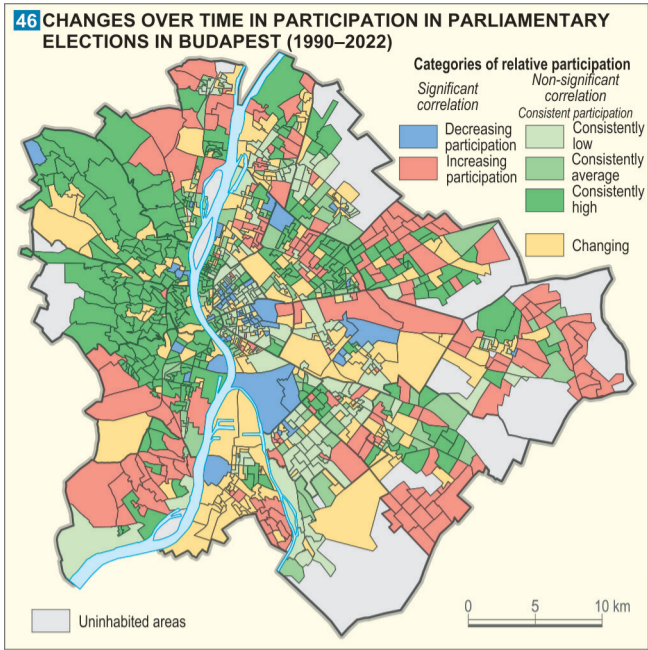 46 CHANGES OVER TIME IN PARTICIPATION IN PARLIAMENTARY
ELECTIONS IN BUDAPEST (1990–2022)
Categories of relative participation
Significant
correlation
Non-significant
correlation
Consistent participation
Decreasing
participation
Increasing
participation
Consistently
low
Consistently
average
Consistently
high
Changing
Uninhabited areas
0 5 10 km